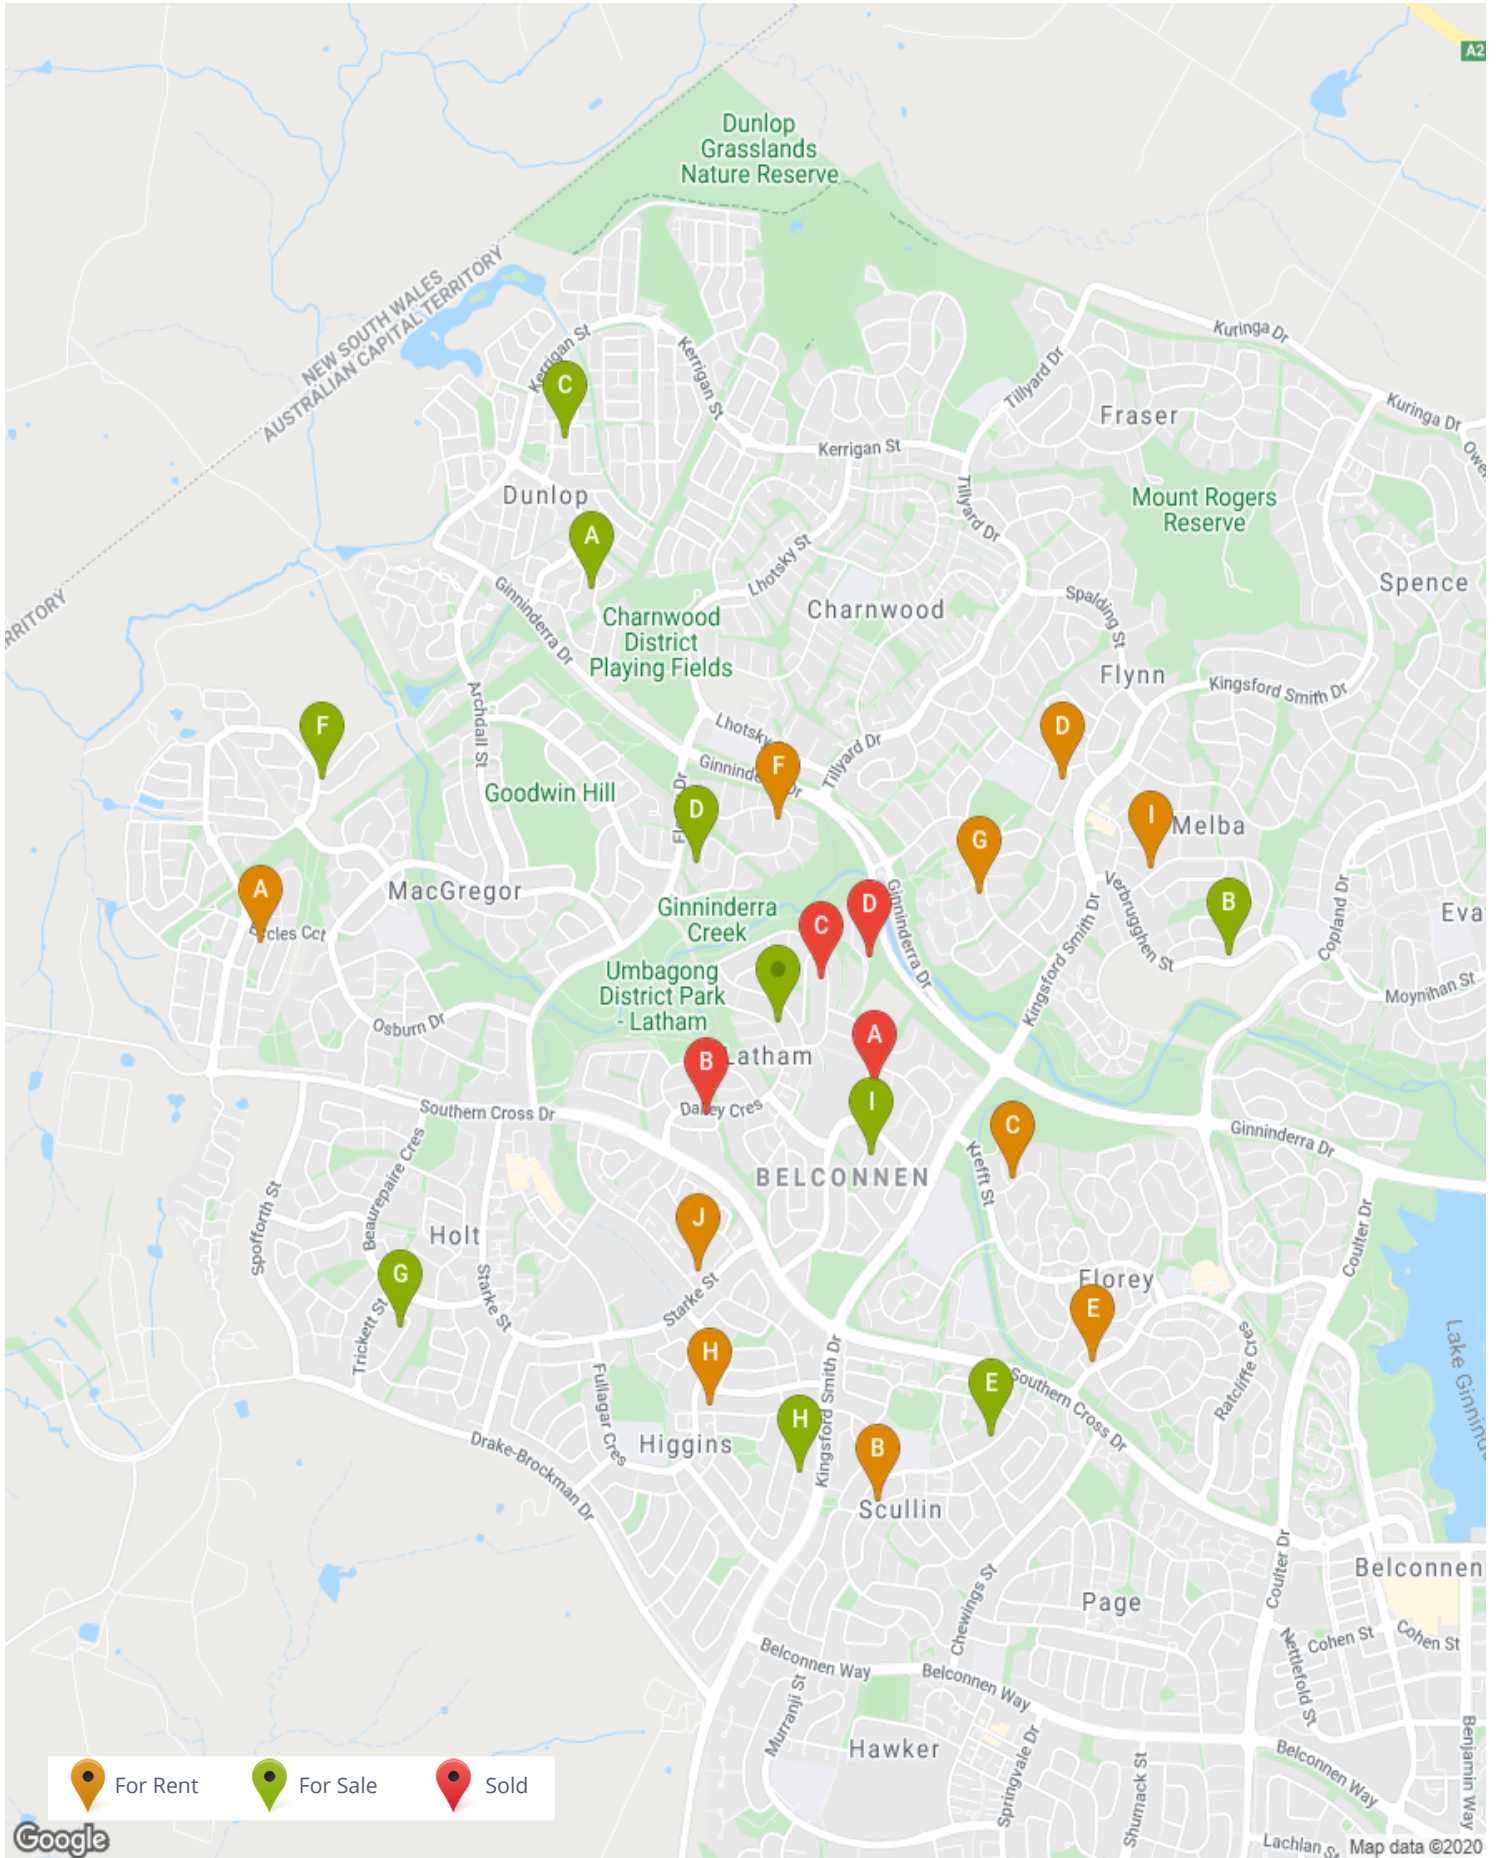 A2
Dunlop
Grasslands
Nature Reserve
NEW SOUTH WALES
AUSTRALIAN CAPITAL TERRITORY
Kuringa Dr
Kerrigan St
Kerrigan St
Tillyard Dr
C
Fraser
Kuringa Dr
Kerrigan St
Dunlop
Tillyard Dr
Mount Rogers
Reserve
A
Lhotsky St
Spence
Ginninderra Dr
Charnwood
Spalding St
RRITORY
Charnwood
District
Playing Fields
Flynn
Kingsford Smith Dr
Archdall St
F
Lhotsky
Tillyard Dr
D
F
Goodwin Hill
D
I
Melba
G
A
MacGregor
Verbrugghen St
B
Copland Dr
Eva
Ginninderra
Creek
D
C
Ginninderra Dr
Kingsford Smith Dr
Umbagong
District Park
- Latham
Moynihan St
Osburn Dr
A
B
Latham
Southern Cross Dr
I
C
Ginninderra Dr
Beaurepaire Cres
Krefft St
BELCONNEN
Spofforth St
J
Coulter Dr
Holt
G
Florey
Starke St
Starke St
E
Trickett St
Kingsford Smith Dr
Ratcliffe Cres
Lake Ginninde
H
Fullagar Cres
E
Southern Cross Dr
H
Higgins
B
Drake-Brockman Dr
Scullin
Coulter Dr
Belconnen
Chewings St
Page
Cohen St
Cohen St
Nettlefold St
Belconnen Way
Belconnen Way
Murranji St
Hawker
Springvale Dr
Shumack St
Belconnen Way
Benjamin Way
For Rent
For Sale
Sold
Google
Lachlan S
Map data ©2020